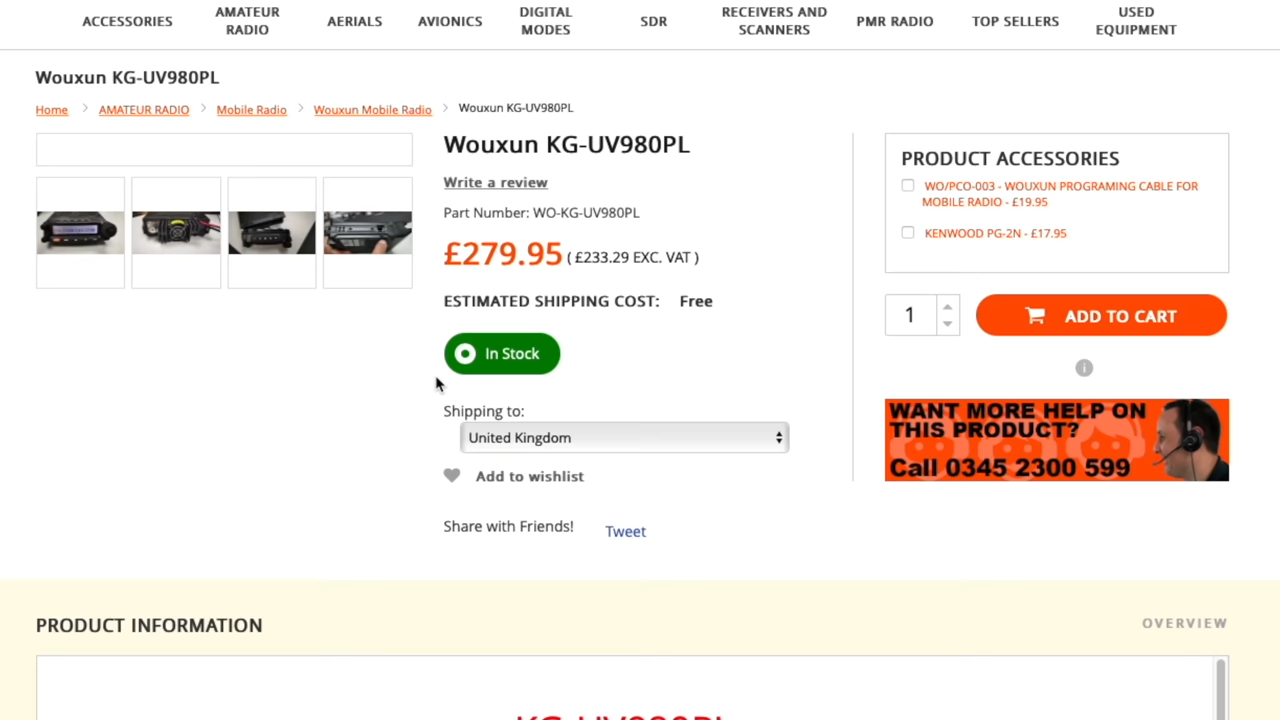 ACCESSORIES
AMATEUR
RADIO
AERIALS
AVIONICS
DIGITAL
MODES
SDR
RECEIVERS AND
SCANNERS
PMR RADIO
TOP SELLERS
USED
EQUIPMENT
Wouxun KG-UV980PL
Home
AMATEUR RADIO
Mobile Radio
Wouxun Mobile Radio
Wouxun KG-UV980PL
Wouxun KG-UV980PL
Write a review
Part Number: WO-KG-UV980PL
£279.95 ( £233.29 EXC. VAT )
ESTIMATED SHIPPING COST: Free
In Stock
Shipping to:
United Kingdom
Add to wishlist
Share with Friends! Tweet
PRODUCT ACCESSORIES
WO/PCO-003 - WOUXUN PROGRAMING CABLE FOR
MOBILE RADIO - £19.95
KENWOOD PG-2N - £17.95
1
ADD TO CART
WANT MORE HELP ON
THIS PRODUCT?
Call 0345 2300 599
PRODUCT INFORMATION
OVERVIEW
KG-UV980PL